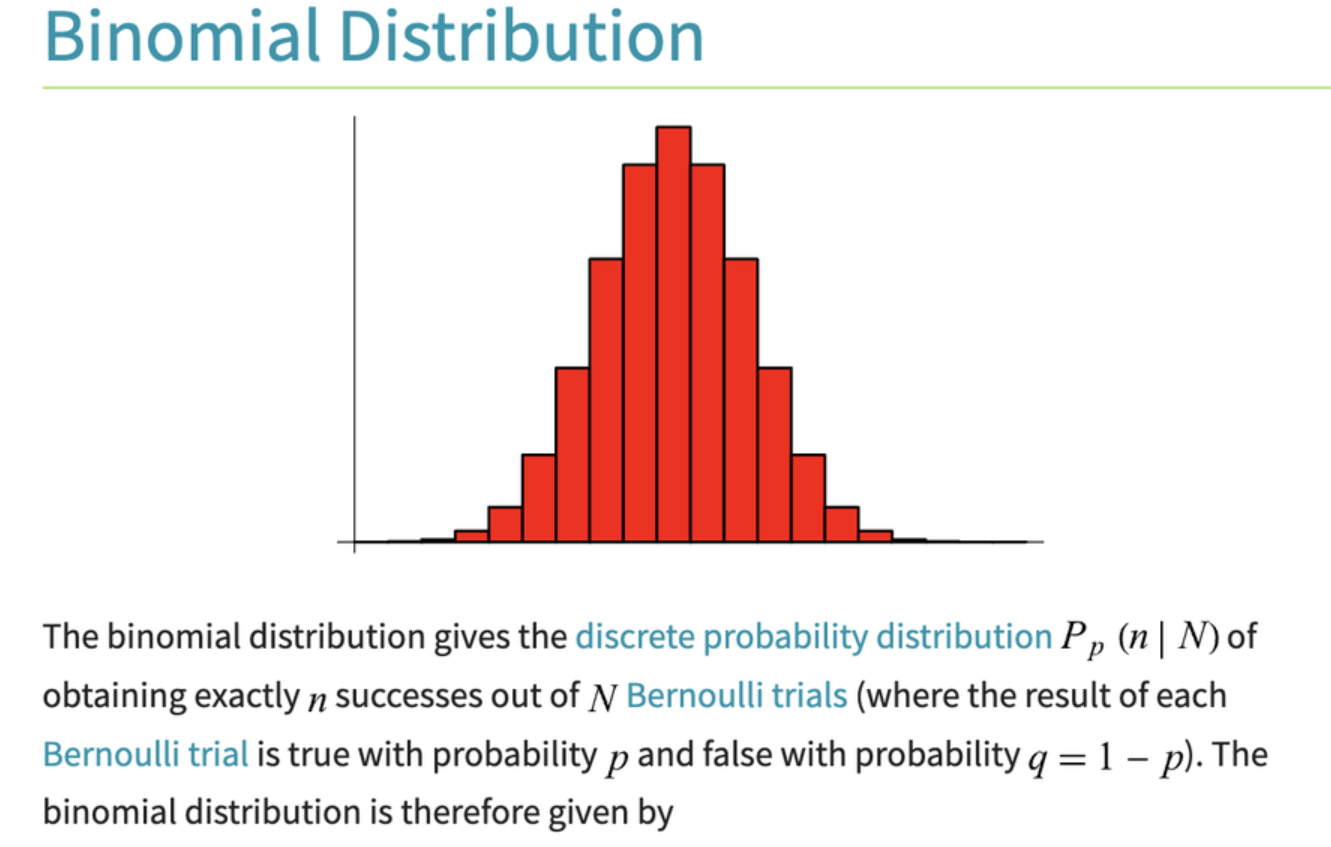 Binomial Distribution
The binomial distribution gives the discrete probability distribution P_p (n | N) of
obtaining exactly n successes out of N Bernoulli trials (where the result of each
Bernoulli trial is true with probability p and false with probability q = 1 − p). The
binomial distribution is therefore given by